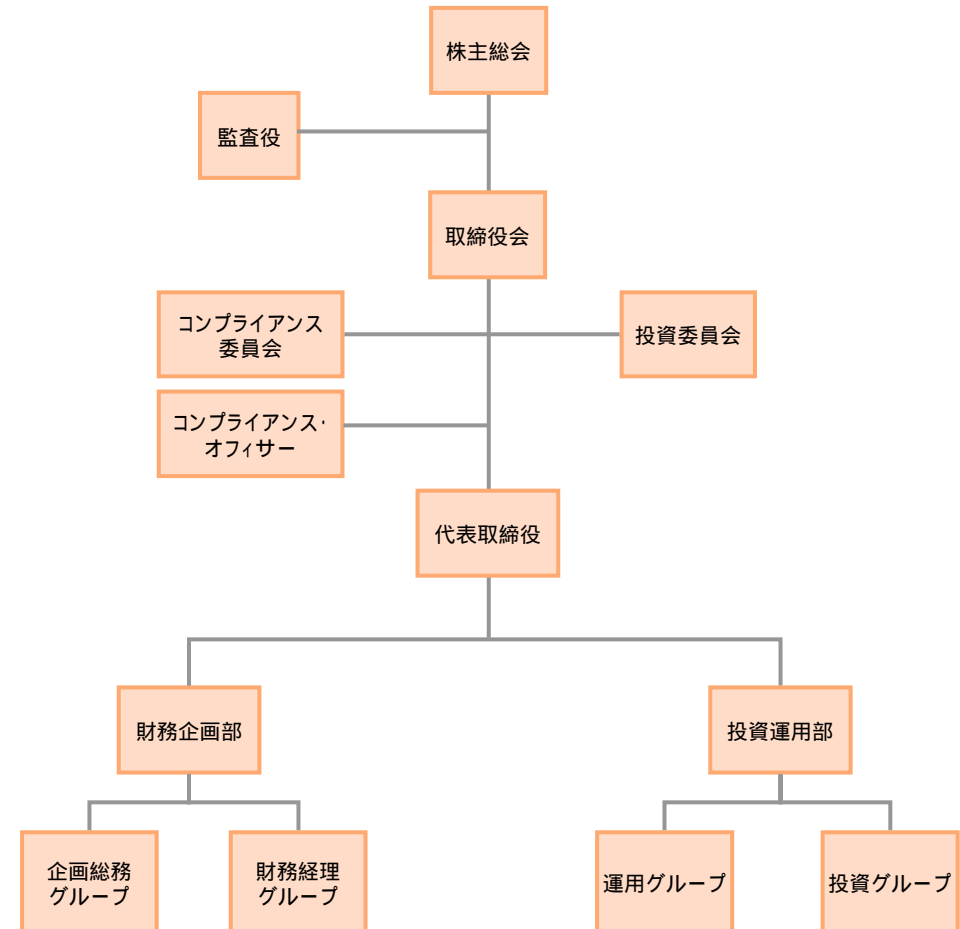 株主総会
監査役
取締役会
コンプライアンス
委員会
投資委員会
コンプライアンス・
オフィサー
代表取締役
財務企画部
投資運用部
企画総務
グループ
財務経理
グループ
運用グループ
投資グループ